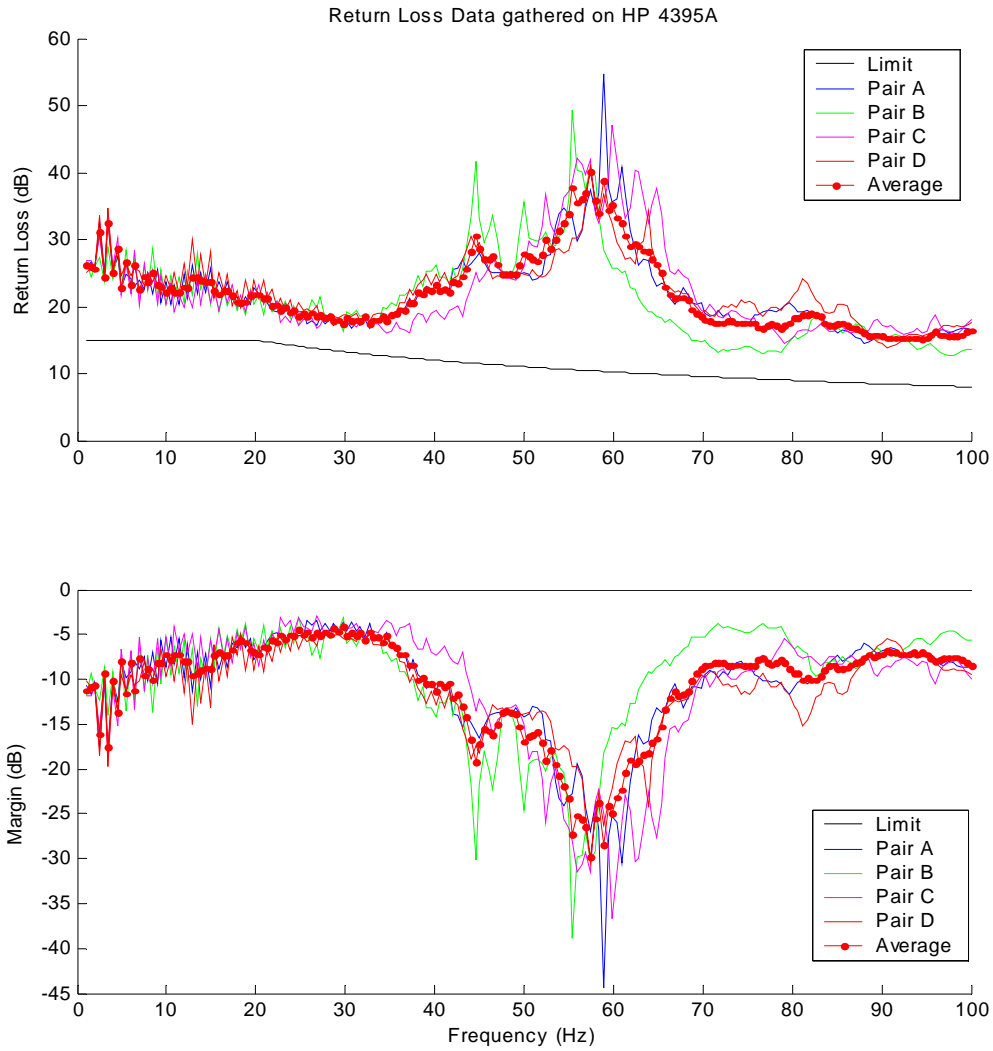 Return Loss Data gathered on HP 4395A
60
50
40
30
20
10
0
Return Loss (dB)
Limit
Pair A
Pair B
Pair C
Pair D
Average
0 10 20 30 40 50 60 70 80 90 100
0
-5
-10
-15
-20
-25
-30
-35
-40
-45
Margin (dB)
Limit
Pair A
Pair B
Pair C
Pair D
Average
0 10 20 30 40 50 60 70 80 90 100
Frequency (Hz)